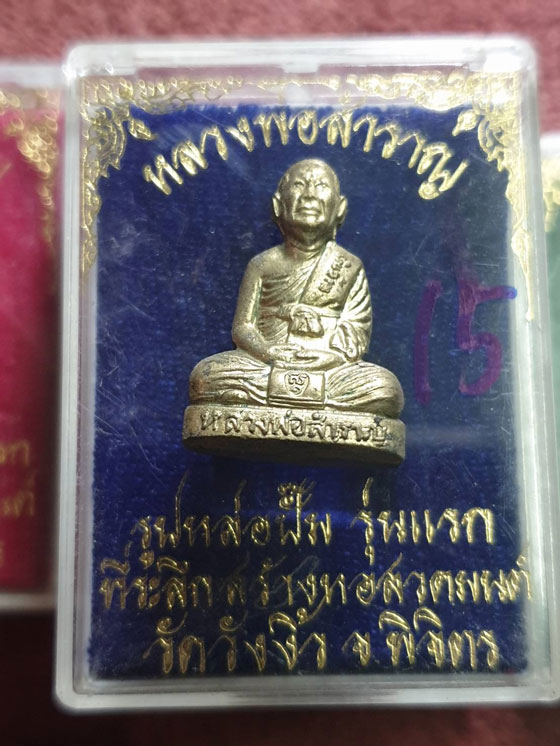 หลวงพ่อสำราญ
15
หลวงพ่อสำราญ
รูปหล่อปั๊ม รุ่นแรก
ที่ระลึกสร้างหอสวดมนต์
วัดวังงิ้ว จ.พิจิตร